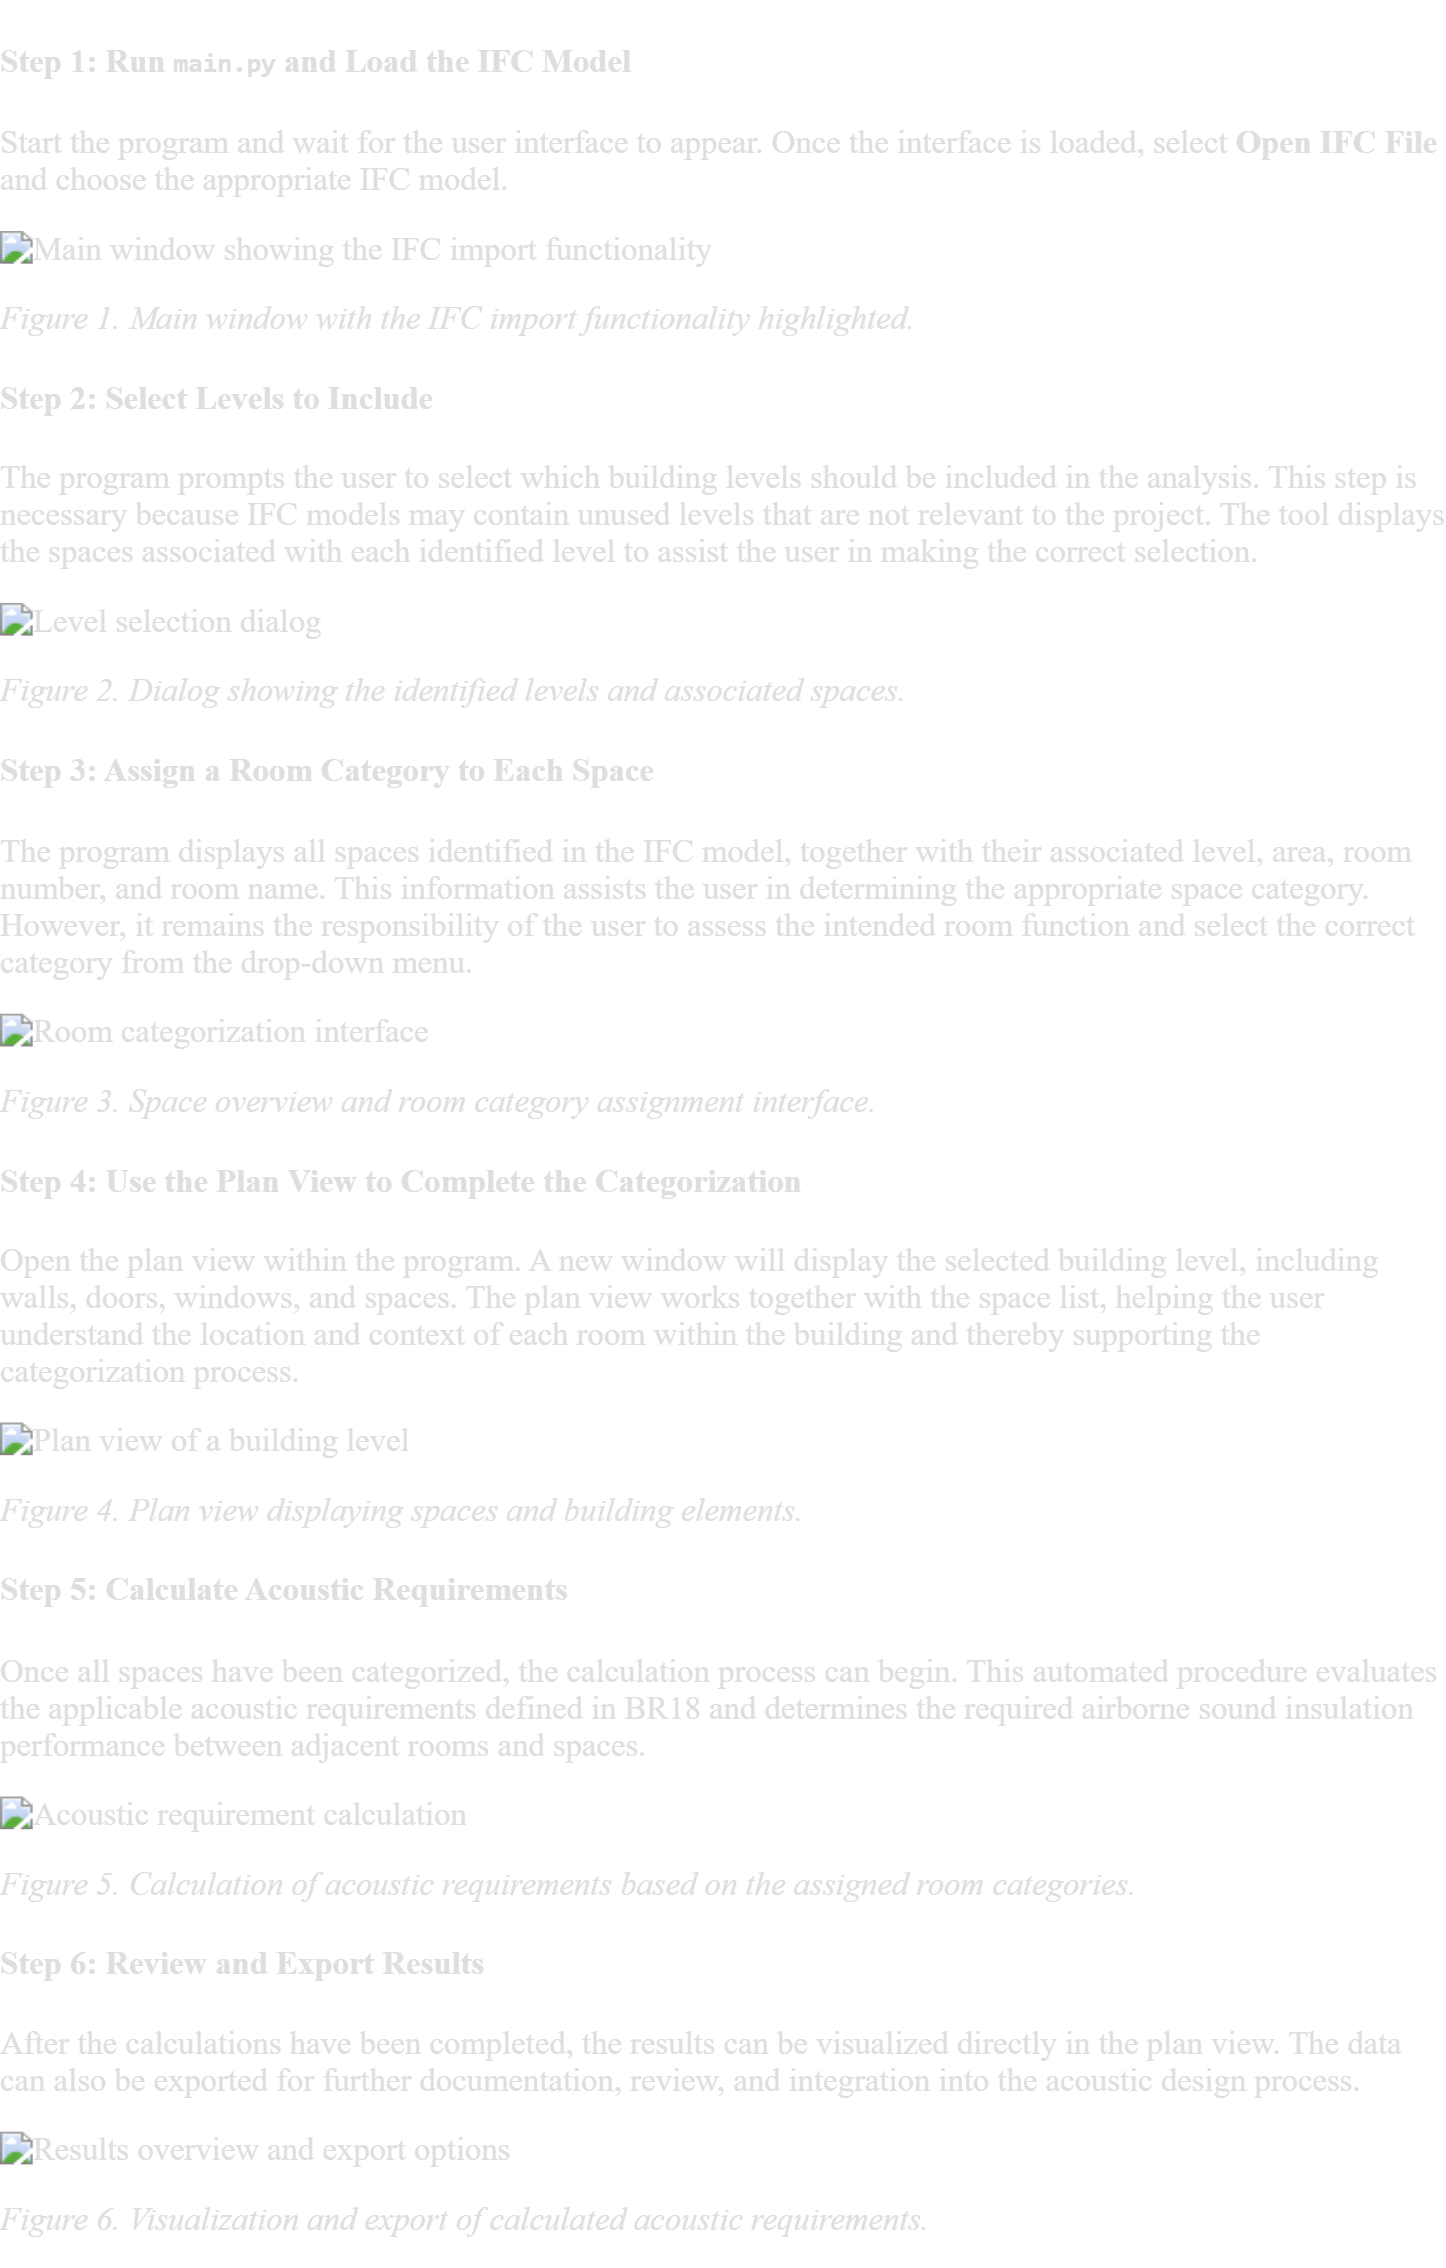 Step 1: Run main.py and Load the IFC Model
Start the program and wait for the user interface to appear. Once the interface is loaded, select Open IFC File
and choose the appropriate IFC model.
Main window showing the IFC import functionality
Figure 1. Main window with the IFC import functionality highlighted.
Step 2: Select Levels to Include
The program prompts the user to select which building levels should be included in the analysis. This step is
necessary because IFC models may contain unused levels that are not relevant to the project. The tool displays
the spaces associated with each identified level to assist the user in making the correct selection.
Level selection dialog
Figure 2. Dialog showing the identified levels and associated spaces.
Step 3: Assign a Room Category to Each Space
The program displays all spaces identified in the IFC model, together with their associated level, area, room
number, and room name. This information assists the user in determining the appropriate space category.
However, it remains the responsibility of the user to assess the intended room function and select the correct
category from the drop-down menu.
Room categorization interface
Figure 3. Space overview and room category assignment interface.
Step 4: Use the Plan View to Complete the Categorization
Open the plan view within the program. A new window will display the selected building level, including
walls, doors, windows, and spaces. The plan view works together with the space list, helping the user
understand the location and context of each room within the building and thereby supporting the
categorization process.
Plan view of a building level
Figure 4. Plan view displaying spaces and building elements.
Step 5: Calculate Acoustic Requirements
Once all spaces have been categorized, the calculation process can begin. This automated procedure evaluates
the applicable acoustic requirements defined in BR18 and determines the required airborne sound insulation
performance between adjacent rooms and spaces.
Acoustic requirement calculation
Figure 5. Calculation of acoustic requirements based on the assigned room categories.
Step 6: Review and Export Results
After the calculations have been completed, the results can be visualized directly in the plan view. The data
can also be exported for further documentation, review, and integration into the acoustic design process.
Results overview and export options
Figure 6. Visualization and export of calculated acoustic requirements.